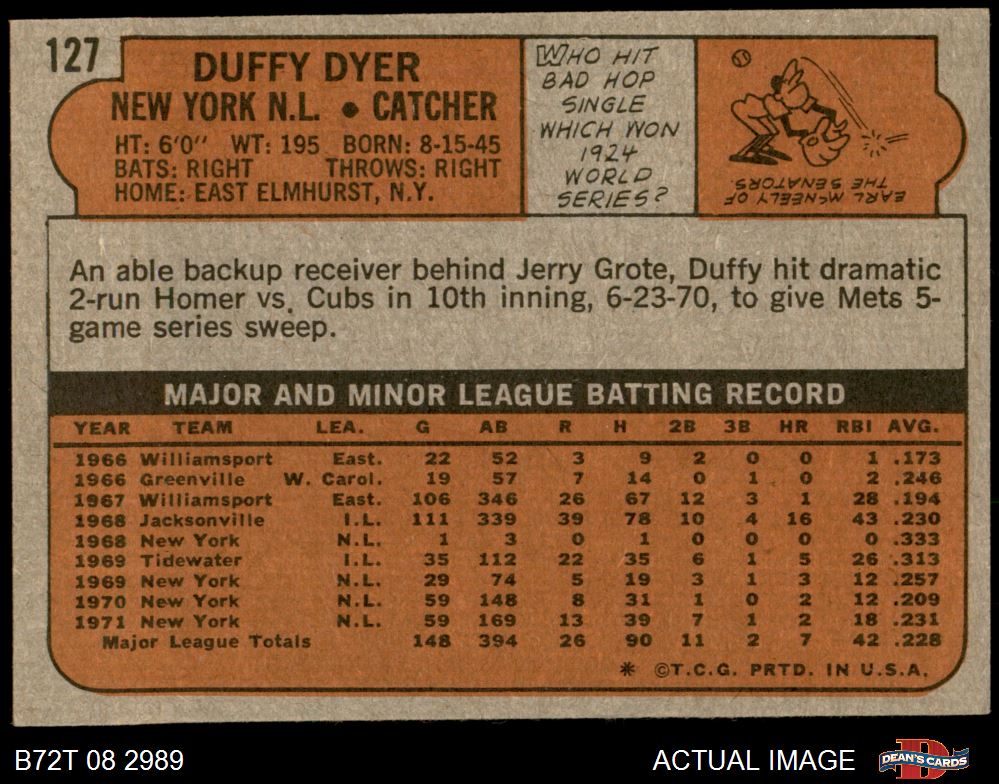 127
DUFFY DYER
NEW YORK N.L. • CATCHER
HT: 6'0" WT: 195 BORN: 8-15-45
BATS: RIGHT THROWS: RIGHT
HOME: EAST ELMHURST, N.Y.
WHO HIT
BAD HOP
SINGLE
WHICH WON
1924
WORLD
SERIES?
EARL McNEELY OF
THE SENATORS.
An able backup receiver behind Jerry Grote, Duffy hit dramatic
2-run Homer vs. Cubs in 10th inning, 6-23-70, to give Mets 5-
game series sweep.
MAJOR AND MINOR LEAGUE BATTING RECORD
YEAR TEAM LEA. G AB R H 2B 3B HR RBI AVG.
1966 Williamsport East. 22 52 3 9 2 0 0 1 .173
1966 Greenville W. Carol. 19 57 7 14 0 1 0 2 .246
1967 Williamsport East. 106 346 26 67 12 3 1 28 .194
1968 Jacksonville I.L. 111 339 39 78 10 4 16 43 .230
1968 New York N.L. 1 3 0 1 0 0 0 0 .333
1969 Tidewater I.L. 35 112 22 35 6 1 5 26 .313
1969 New York N.L. 29 74 5 19 3 1 3 12 .257
1970 New York N.L. 59 148 8 31 1 0 2 12 .209
1971 New York N.L. 59 169 13 39 7 1 2 18 .231
Major League Totals 148 394 26 90 11 2 7 42 .228
* ©T.C.G. PRTD. IN U.S.A.
B72T 08 2989
ACTUAL IMAGE
D
DEAN'S CARDS